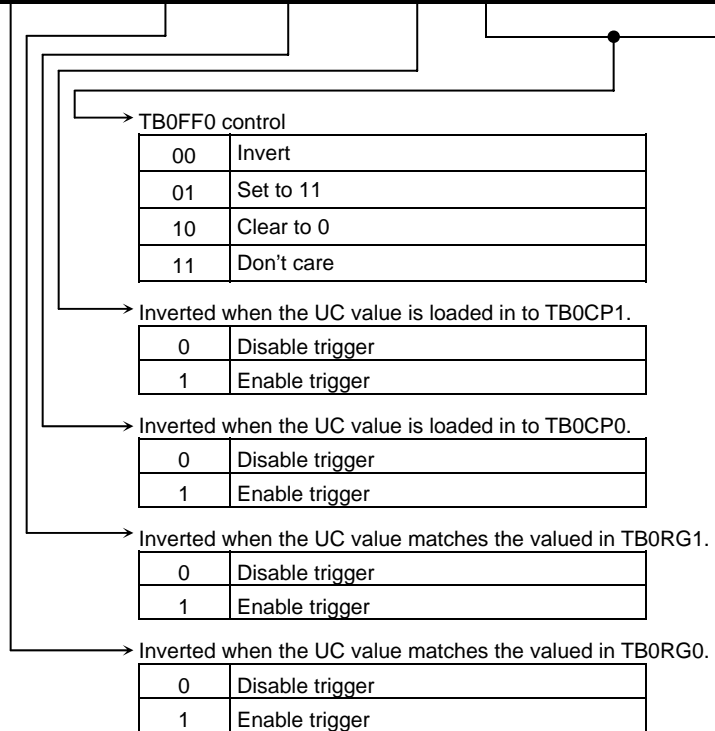 TB0FF0 control
00 Invert
01 Set to 11
10 Clear to 0
11 Don't care
Inverted when the UC value is loaded in to TB0CP1.
0 Disable trigger
1 Enable trigger
Inverted when the UC value is loaded in to TB0CP0.
0 Disable trigger
1 Enable trigger
Inverted when the UC value matches the valued in TB0RG1.
0 Disable trigger
1 Enable trigger
Inverted when the UC value matches the valued in TB0RG0.
0 Disable trigger
1 Enable trigger